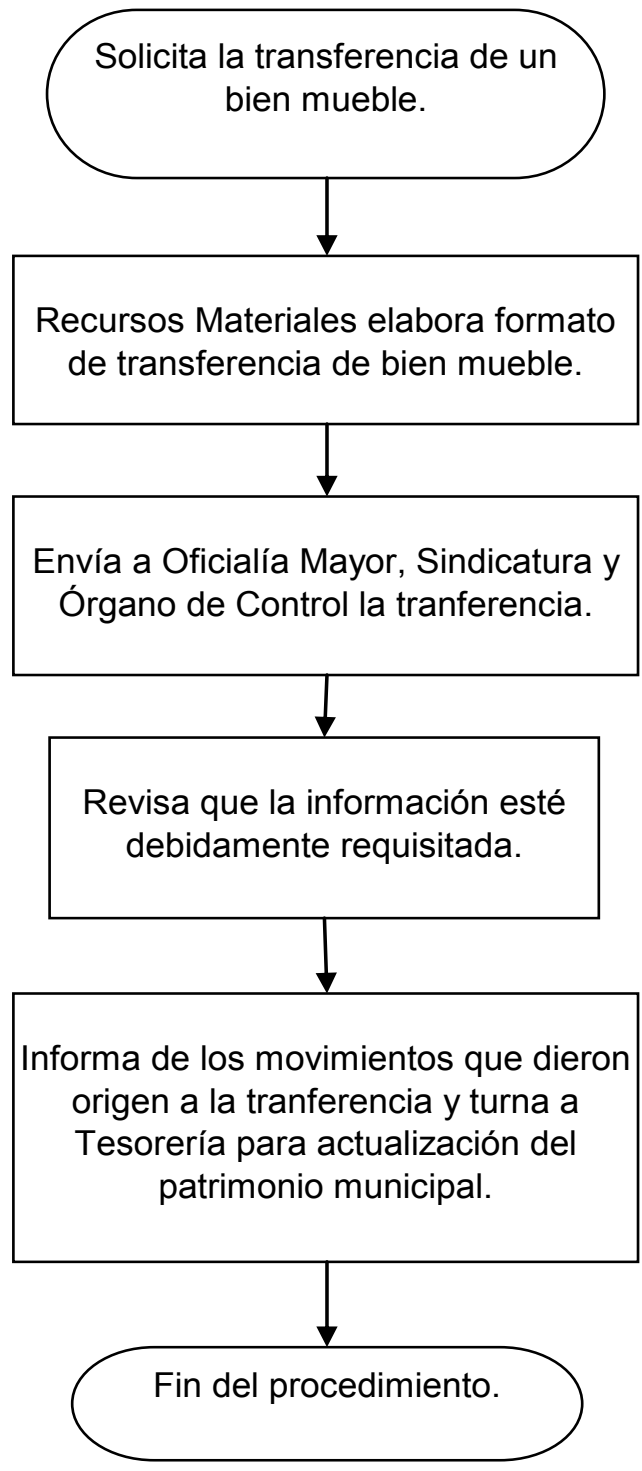 Solicita la transferencia de un
bien mueble.
Recursos Materiales elabora formato
de transferencia de bien mueble.
Envía a Oficialía Mayor, Sindicatura y
Órgano de Control la tranferencia.
Revisa que la información esté
debidamente requisitada.
Informa de los movimientos que dieron
origen a la tranferencia y turna a
Tesorería para actualización del
patrimonio municipal.
Fin del procedimiento.